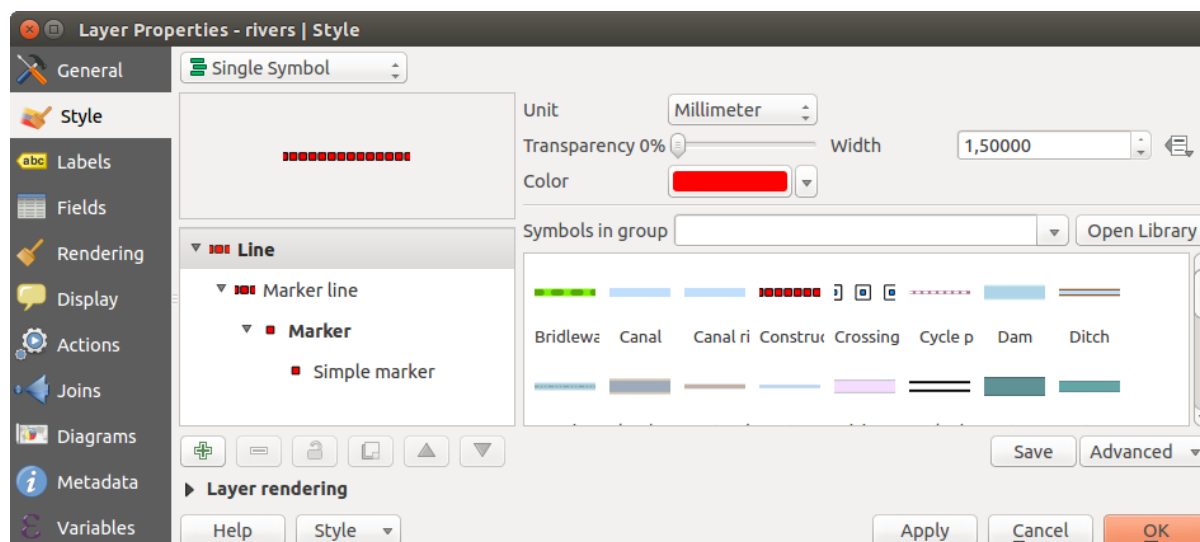 Layer Properties - rivers | Style
General
Style
abc Labels
Fields
Rendering
Display
Actions
Joins
Diagrams
Metadata
Variables
Single Symbol
Unit
Millimeter
Transparency 0%
Width
1,50000
Color
Line
Marker line
Marker
Simple marker
Symbols in group
Open Library
Bridlewa Canal Canal ri Construc Crossing Cycle p Dam Ditch
Save
Advanced
Layer rendering
Help
Style
Apply
Cancel
OK